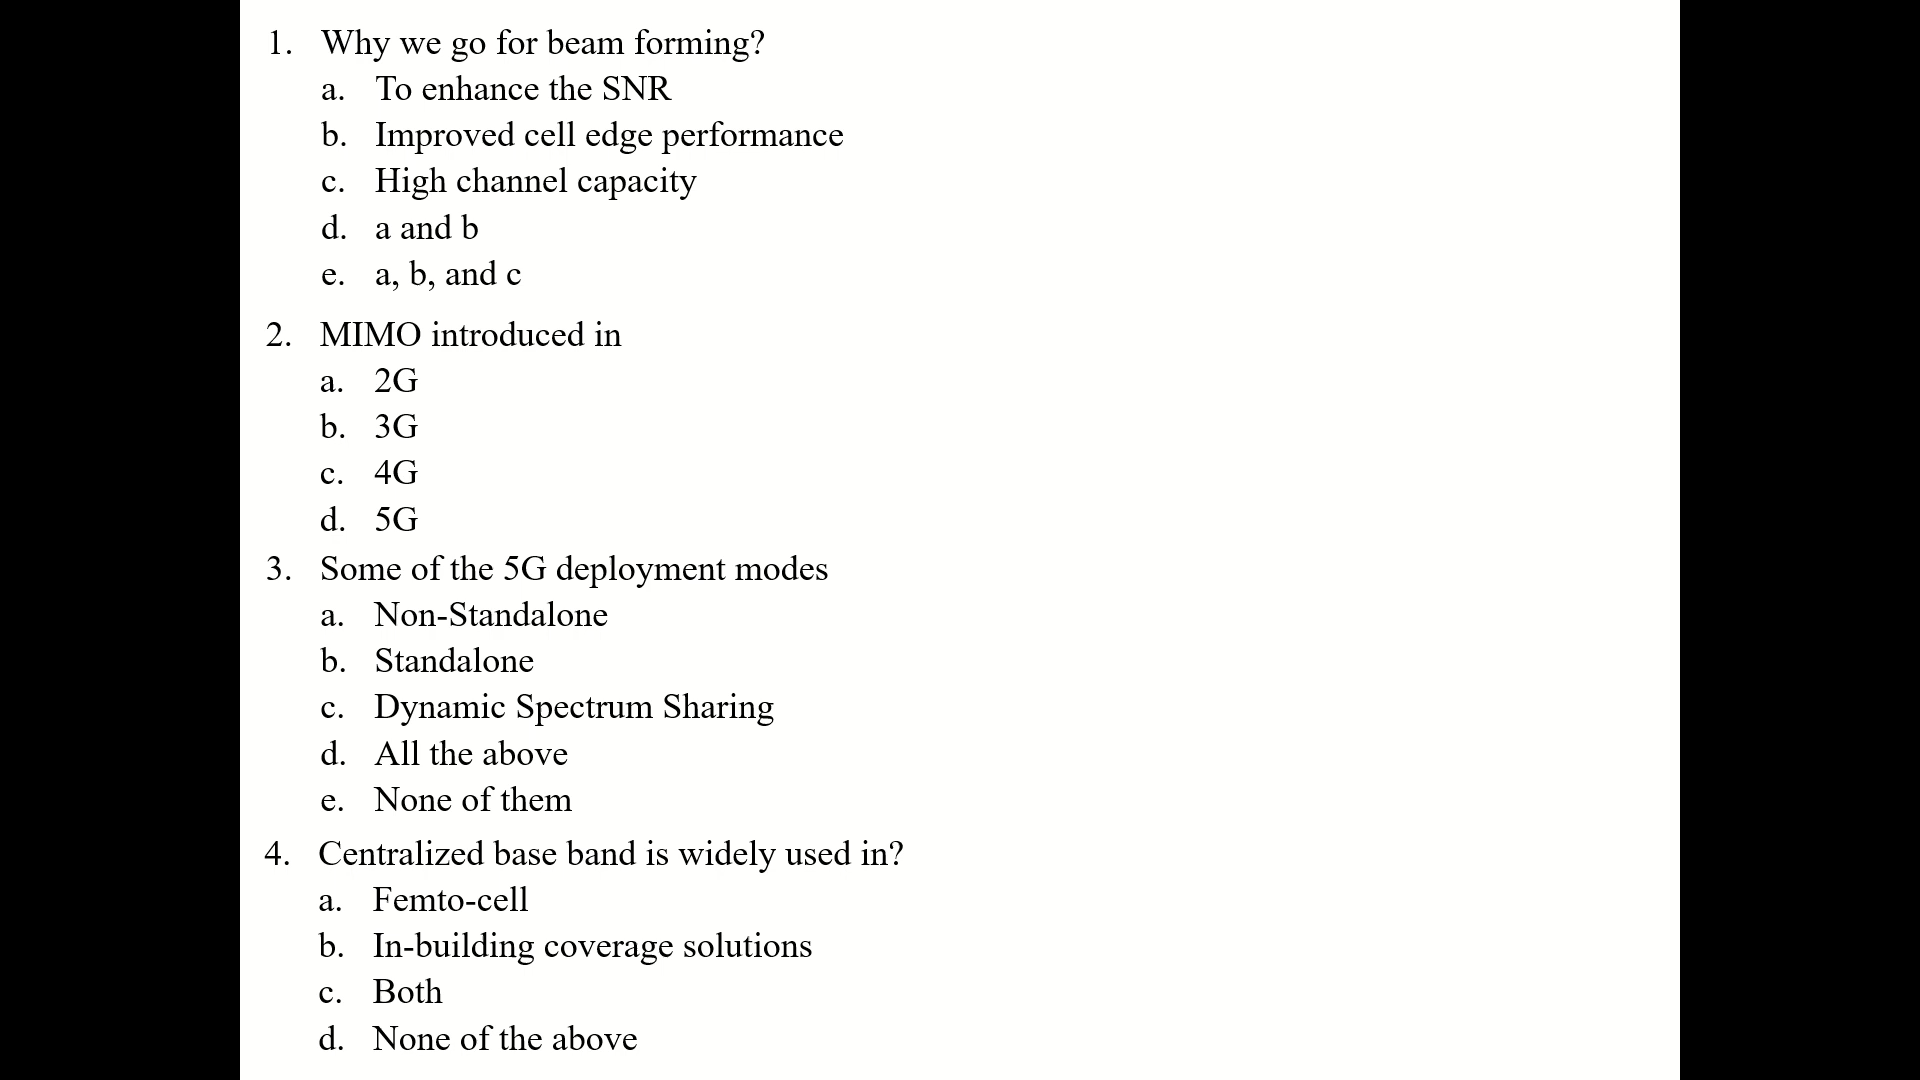 1. Why we go for beam forming?
a. To enhance the SNR
b. Improved cell edge performance
c. High channel capacity
d. a and b
e. a, b, and c
2. MIMO introduced in
a. 2G
b. 3G
c. 4G
d. 5G
3. Some of the 5G deployment modes
a. Non-Standalone
b. Standalone
c. Dynamic Spectrum Sharing
d. All the above
e. None of them
4. Centralized base band is widely used in?
a. Femto-cell
b. In-building coverage solutions
c. Both
d. None of the above